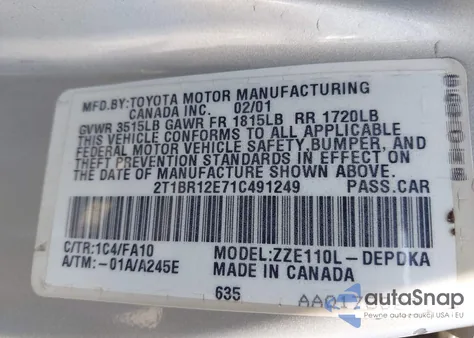 MFD.BY:TOYOTA MOTOR MANUFACTURING
CANADA INC. 02/01
GVWR 3515LB GAWR FR 1815LB RR 1720LB
THIS VEHICLE CONFORMS TO ALL APPLICABLE
FEDERAL MOTOR VEHICLE SAFETY,BUMPER, AND
THEFT PREVENTION STANDARDS IN EFFECT ON
THE DATE OF MANUFACTURE SHOWN ABOVE.
2T1BR12E71C491249 PASS.CAR
C/TR:1C4/FA10 MODEL:ZZE110L-DEPDKA
A/TM:-01A/A245E MADE IN CANADA
635
autaSnap
Pewne auto z aukcji USA i EU